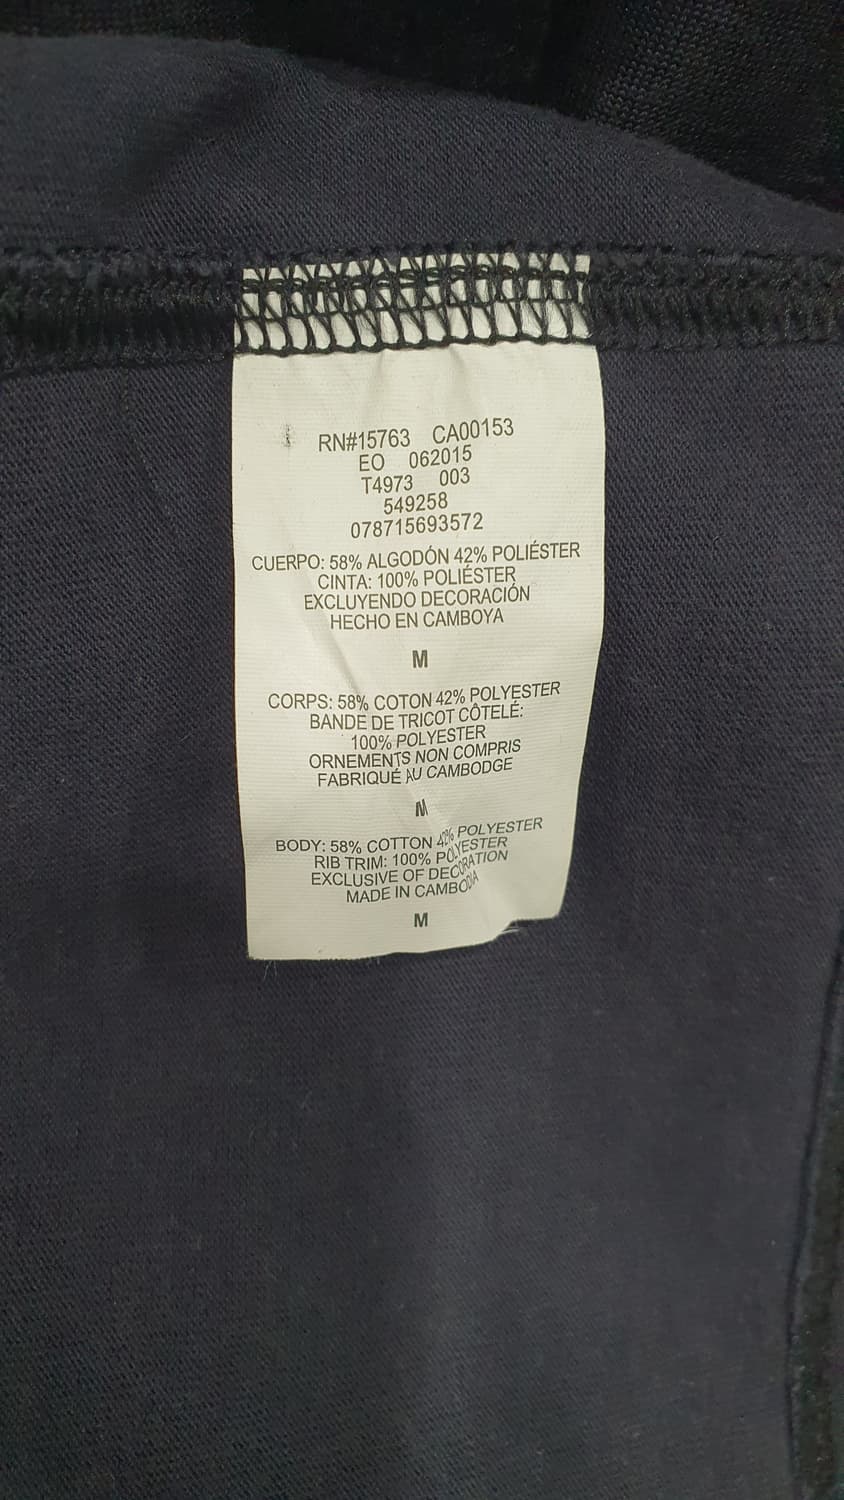 RN#15763 CA00153
EO 062015
T4973 003
549258
078715693572
CUERPO: 58% ALGODÓN 42% POLIÉSTER
CINTA: 100% POLIÉSTER
EXCLUYENDO DECORACIÓN
HECHO EN CAMBOYA
M
CORPS: 58% COTON 42% POLYESTER
BANDE DE TRICOT CÔTELÉ:
100% POLYESTER
ORNEMENTS NON COMPRIS
FABRIQUÉ AU CAMBODGE
M
BODY: 58% COTTON 42% POLYESTER
RIB TRIM: 100% POLYESTER
EXCLUSIVE OF DECORATION
MADE IN CAMBODIA
M